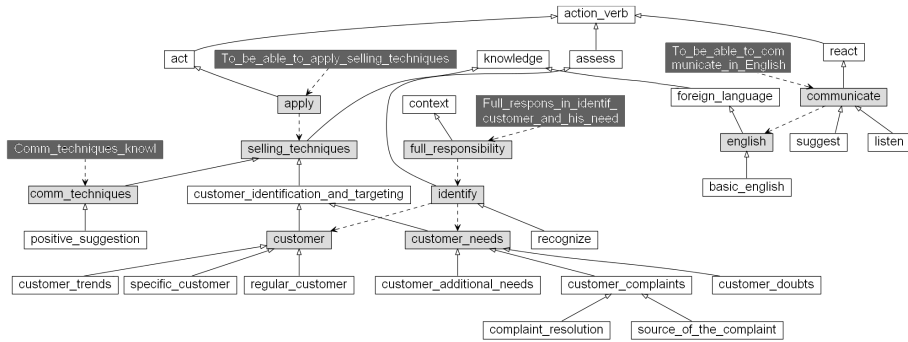 action_verb
act
To_be_able_to_apply_selling_techniques
knowledge
assess
To_be_able_to_com
municate_in_English
react
apply
context
Full_respons_in_identif_
customer_and_his_need
foreign_language
communicate
Comm_techniques_knowl
selling_techniques
full_responsibility
english
suggest
listen
comm_techniques
customer_identification_and_targeting
identify
basic_english
positive_suggestion
customer
customer_needs
recognize
customer_trends
specific_customer
regular_customer
customer_additional_needs
customer_complaints
customer_doubts
complaint_resolution
source_of_the_complaint